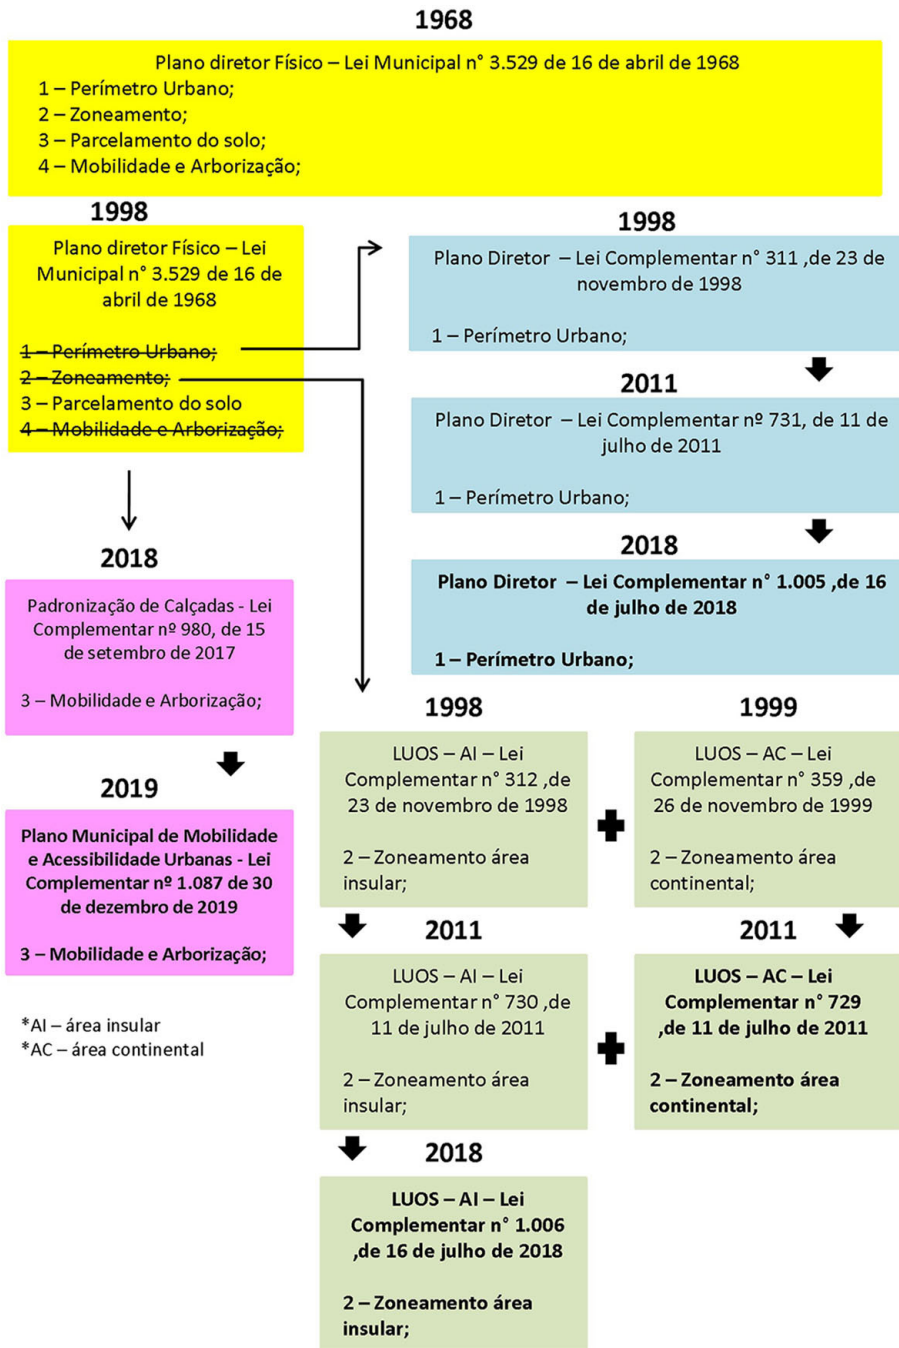 1968
Plano diretor Físico – Lei Municipal n° 3.529 de 16 de abril de 1968
1 – Perímetro Urbano;
2 – Zoneamento;
3 – Parcelamento do solo;
4 – Mobilidade e Arborização;
1998
Plano diretor Físico – Lei
Municipal n° 3.529 de 16 de
abril de 1968
1 – Perímetro Urbano;
2 – Zoneamento;
3 – Parcelamento do solo
4 – Mobilidade e Arborização;
1998
Plano Diretor – Lei Complementar n° 311 ,de 23 de
novembro de 1998
1 – Perímetro Urbano;
2011
Plano Diretor – Lei Complementar nº 731, de 11 de
julho de 2011
1 – Perímetro Urbano;
2018
Plano Diretor – Lei Complementar n° 1.005 ,de 16
de julho de 2018
1 – Perímetro Urbano;
2018
Padronização de Calçadas - Lei
Complementar nº 980, de 15
de setembro de 2017
3 – Mobilidade e Arborização;
2019
Plano Municipal de Mobilidade
e Acessibilidade Urbanas - Lei
Complementar nº 1.087 de 30
de dezembro de 2019
3 – Mobilidade e Arborização;
*AI – área insular
*AC – área continental
1998
LUOS – AI – Lei
Complementar n° 312 ,de
23 de novembro de 1998
2 – Zoneamento área
insular;
1999
LUOS – AC – Lei
Complementar n° 359 ,de
26 de novembro de 1999
2 – Zoneamento área
continental;
2011
LUOS – AI – Lei
Complementar n° 730 ,de
11 de julho de 2011
2 – Zoneamento área
insular;
2011
LUOS – AC – Lei
Complementar n° 729
,de 11 de julho de 2011
2 – Zoneamento área
continental;
2018
LUOS – AI – Lei
Complementar n° 1.006
,de 16 de julho de 2018
2 – Zoneamento área
insular;